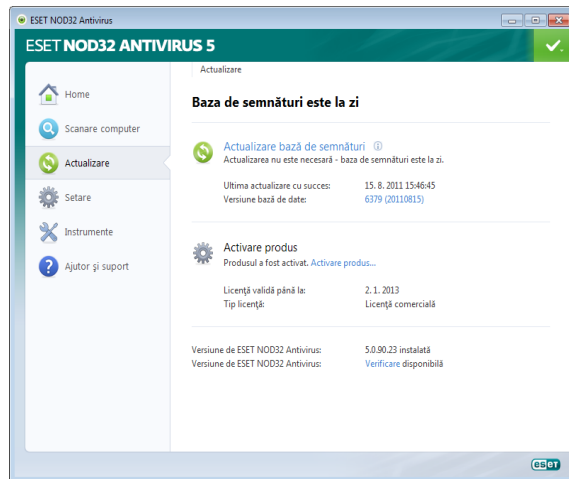 ESET NOD32 Antivirus
ESET NOD32 ANTIVIRUS 5
Home
Scanare computer
Actualizare
Setare
Instrumente
Ajutor şi suport
Actualizare
Baza de semnături este la zi
Actualizare bază de semnături
Actualizarea nu este necesară - baza de semnături este la zi.
Ultima actualizare cu succes: 15. 8. 2011 15:46:45
Versiune bază de date: 6379 (20110815)
Activare produs
Produsul a fost activat. Activare produs...
Licenţă validă până la: 2. 1. 2013
Tip licenţă: Licenţă comercială
Versiune de ESET NOD32 Antivirus: 5.0.90.23 instalată
Versiune de ESET NOD32 Antivirus: Verificare disponibilă
eseT